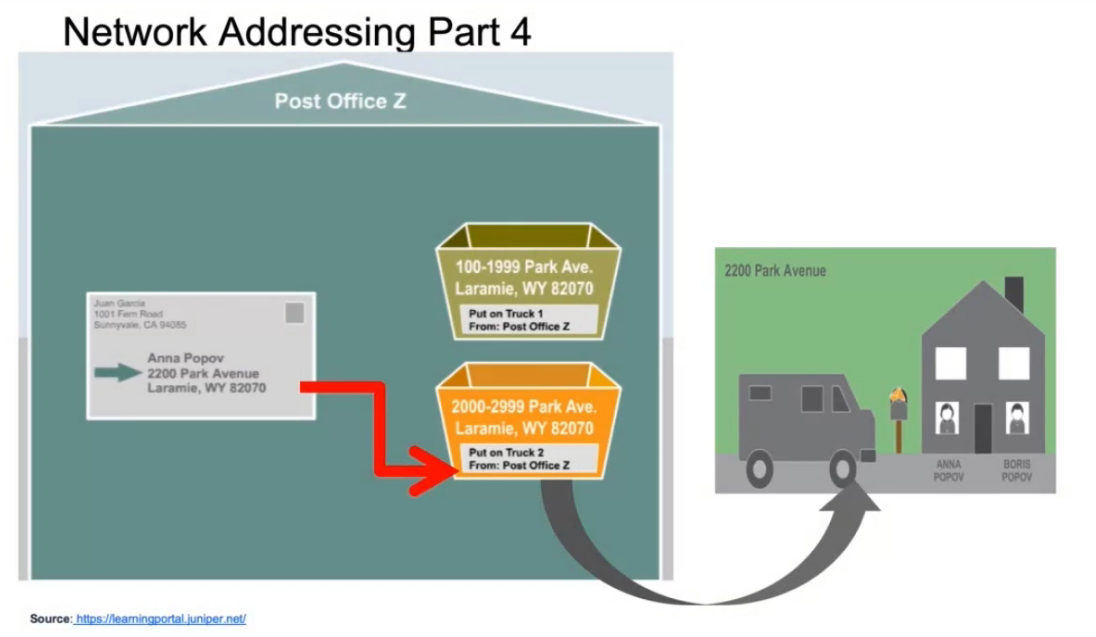 Network Addressing Part 4
Post Office Z
Juan Garcia
1001 Fern Road
Sunnyvale, CA 94085
Anna Popov
2200 Park Avenue
Laramie, WY 82070
100-1999 Park Ave.
Laramie, WY 82070
Put on Truck 1
From: Post Office Z
2000-2999 Park Ave.
Laramie, WY 82070
Put on Truck 2
From: Post Office Z
2200 Park Avenue
ANNA
POPOV
BORIS
POPOV
Source: https://learningportal.juniper.net/